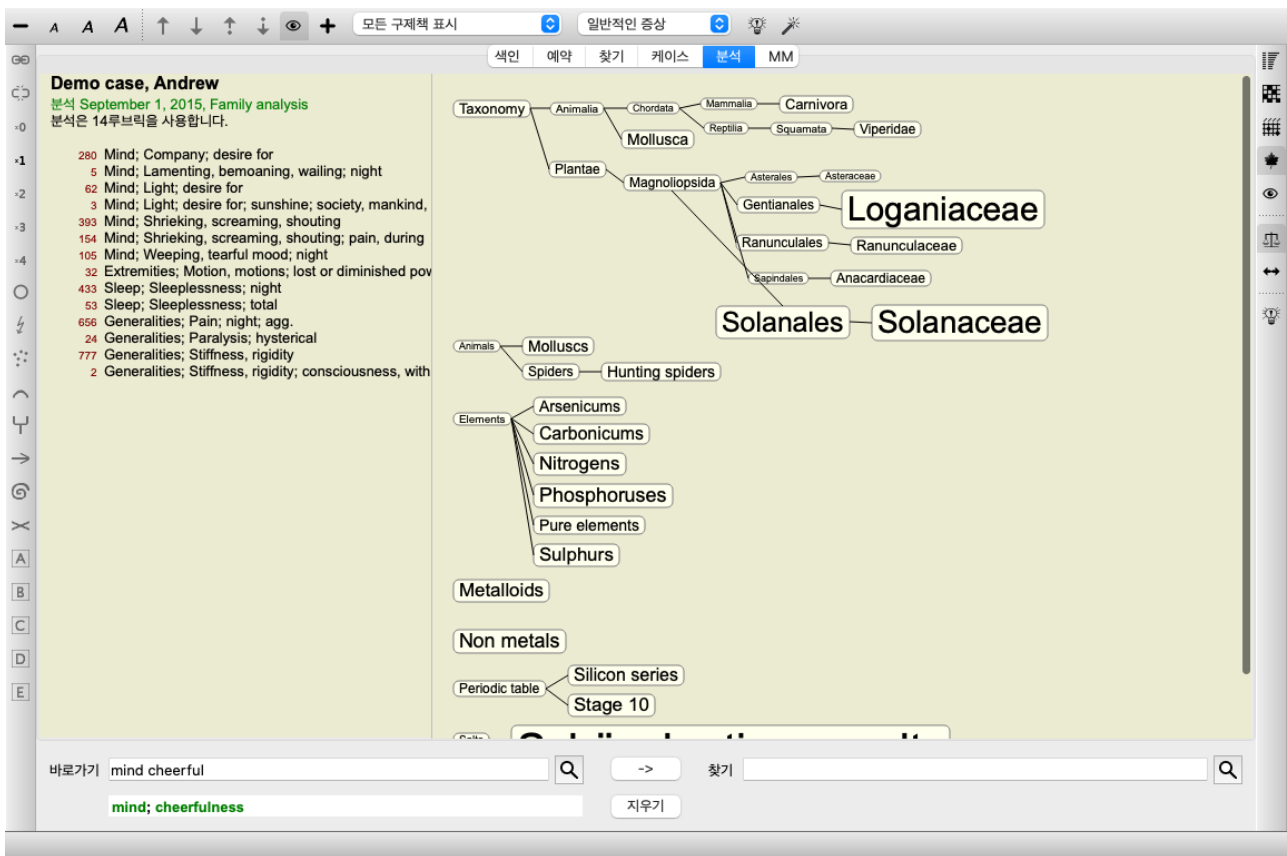 A A A 모든 구제책 표시 일반적인 증상
색인 예약 찾기 케이스 분석 MM
Demo case, Andrew
분석 September 1, 2015, Family analysis
분석은 14루브릭을 사용합니다.
280 Mind; Company; desire for
5 Mind; Lamenting, bemoaning, wailing; night
62 Mind; Light; desire for
3 Mind; Light; desire for; sunshine; society, mankind,
393 Mind; Shrieking, screaming, shouting
154 Mind; Shrieking, screaming, shouting; pain, during
105 Mind; Weeping, tearful mood; night
32 Extremities; Motion, motions; lost or diminished pow
433 Sleep; Sleeplessness; night
53 Sleep; Sleeplessness; total
656 Generalities; Pain; night; agg.
24 Generalities; Paralysis; hysterical
777 Generalities; Stiffness, rigidity
2 Generalities; Stiffness, rigidity; consciousness, with
×0
×1
×2
×3
×4
A
B
C
D
E
Taxonomy Animalia Chordata Mammalia Carnivora
Reptilia Squamata Viperidae
Mollusca
Plantae Magnoliopsida Asterales Asteraceae
Gentianales Loganiaceae
Ranunculales Ranunculaceae
Sapindales Anacardiaceae
Solanales Solanaceae
Animals Molluscs
Spiders Hunting spiders
Elements Arsenicums
Carbonicums
Nitrogens
Phosphoruses
Pure elements
Sulphurs
Metalloids
Non metals
Periodic table Silicon series
Stage 10
바로가기 mind cheerful -> 찾기
mind; cheerfulness 지우기